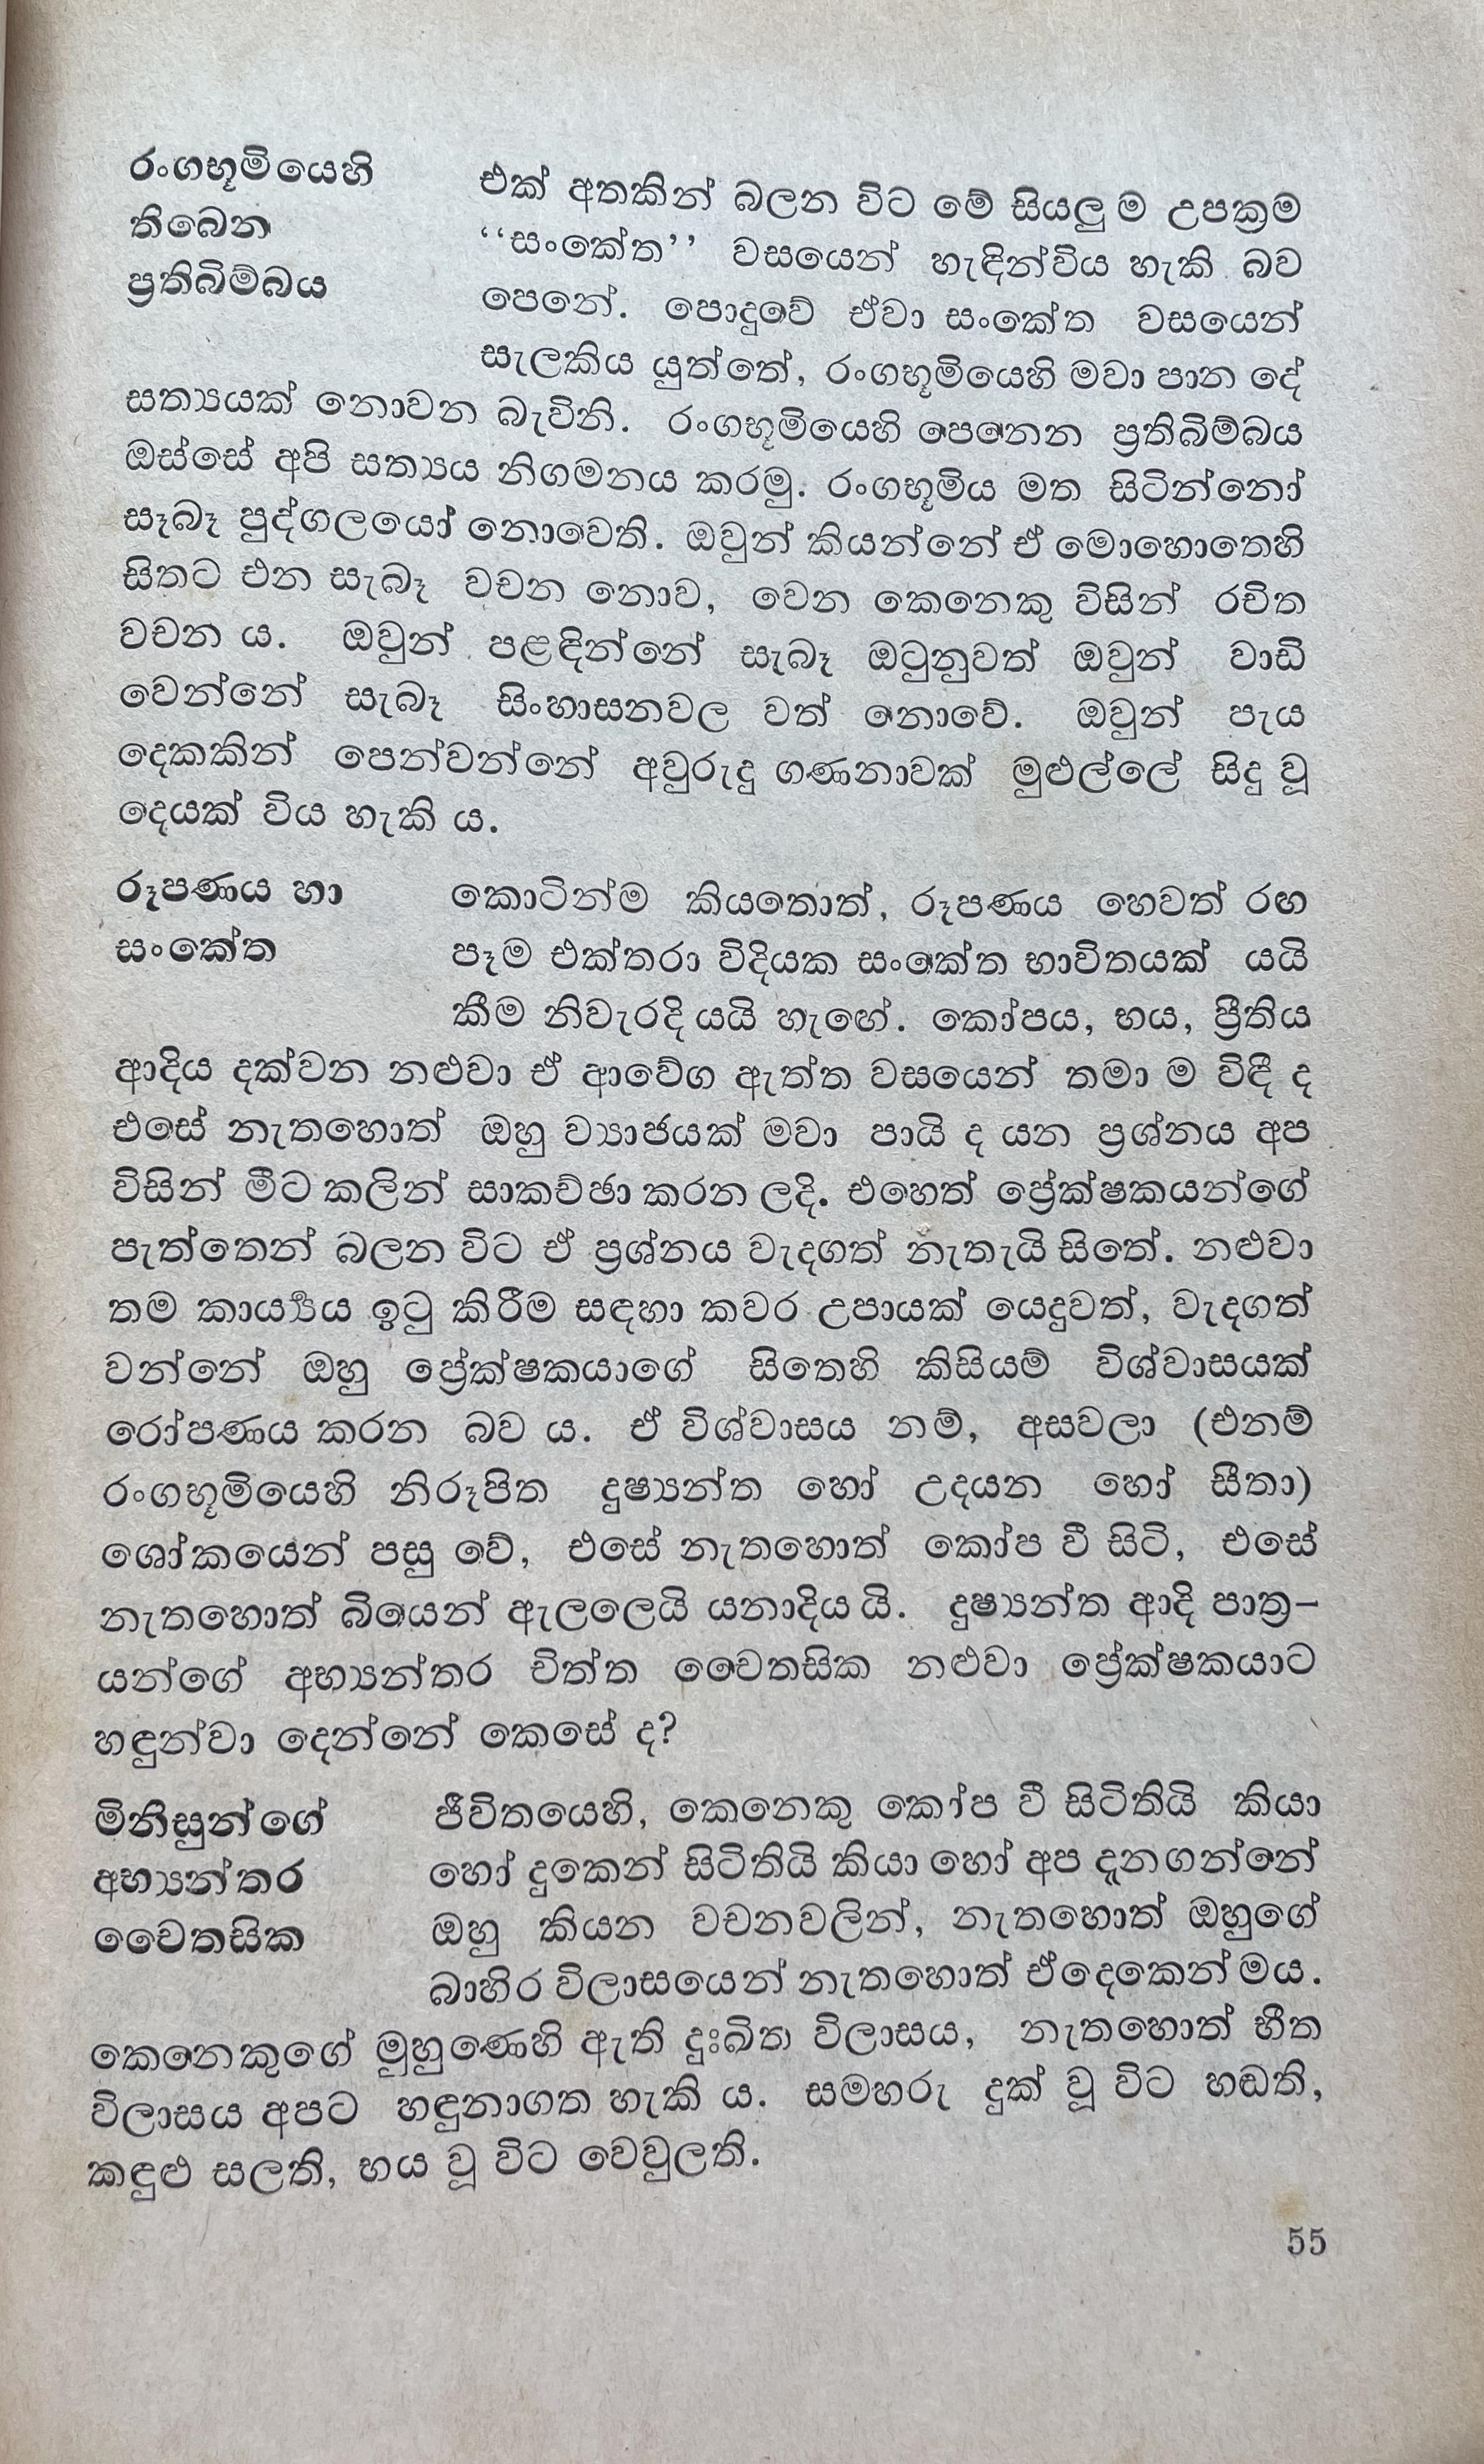 රංගභූමියෙහි
තිබෙන
ප්‍රතිබිම්බය
එක් අතකින් බලන විට මේ සියලු ම උපක්‍රම
‘‘සංකේත’’ වසයෙන් හැඳින්විය හැකි බව
පෙනේ. පොදුවේ ඒවා සංකේත වසයෙන්
සැලකිය යුත්තේ, රංගභූමියෙහි මවා පාන දේ
සත්‍යයක් නොවන බැවිනි. රංගභූමියෙහි පෙනෙන ප්‍රතිබිම්බය
ඔස්සේ අපි සත්‍යය නිගමනය කරමු. රංගභූමිය මත සිටින්නෝ
සෑබෑ පුද්ගලයෝ නොවෙති. ඔවුන් කියන්නේ ඒ මොහොතෙහි
සිතට එන සැබෑ වචන නොව, වෙන කෙනෙකු විසින් රචිත
වචන ය. ඔවුන් පළඳින්නේ සැබෑ ඔටුනුවත් ඔවුන් වාඩි
වෙන්නේ සැබෑ සිංහාසනවල වත් නොවේ. ඔවුන් පැය
දෙකකින් පෙන්වන්නේ අවුරුදු ගණනාවක් මුළුල්ලේ සිදු වූ
දෙයක් විය හැකි ය.
රූපණය හා
සංකේත
කොටින්ම කියතොත්, රූපණය හෙවත් රඟ
පෑම එක්තරා විදියක සංකේත භාවිතයක් යයි
කීම නිවැරදි යයි හැඟේ. කෝපය, භය, ප්‍රීතිය
ආදිය දක්වන නළුවා ඒ ආවේග ඇත්ත වසයෙන් තමා ම විඳී ද
එසේ නැතහොත් ඔහු ව්‍යාජයක් මවා පායි ද යන ප්‍රශ්නය අප
විසින් මීට කලින් සාකච්ඡා කරන ලදි. එහෙත් ප්‍රේක්ෂකයන්ගේ
පැත්තෙන් බලන විට ඒ ප්‍රශ්නය වැදගත් නැතැයි සිතේ. නළුවා
තම කාර්‍ය්‍යය ඉටු කිරීම සඳහා කවර උපායක් යෙදුවත්, වැදගත්
වන්නේ ඔහු ප්‍රේක්ෂකයාගේ සිතෙහි කිසියම් විශ්වාසයක්
රෝපණය කරන බව ය. ඒ විශ්වාසය නම්, අසවලා (එනම්
රංගභූමියෙහි නිරූපිත දුෂ්‍යන්ත හෝ උදයන හෝ සීතා)
ශෝකයෙන් පසු වේ, එසේ නැතහොත් කෝප වී සිටි, එසේ
නැතහොත් බියෙන් ඇලලෙයි යනාදිය යි. දුෂ්‍යන්ත ආදි පාත්‍ර–
යන්ගේ අභ්‍යන්තර චිත්ත චෛතසික නළුවා ප්‍රේක්ෂකයාට
හඳුන්වා දෙන්නේ කෙසේ ද?
මිනිසුන්ගේ
අභ්‍යන්තර
චෛතසික
ජීවිතයෙහි, කෙනෙකු කෝප වී සිටිතියි කියා
හෝ දුකෙන් සිටිතියි කියා හෝ අප දැනගන්නේ
ඔහු කියන වචනවලින්, නැතහොත් ඔහුගේ
බාහිර විලාසයෙන් නැතහොත් ඒදෙකෙන් මය.
කෙනෙකුගේ මුහුණෙහි ඇති දුඃඛිත විලාසය, නැතහොත් භීත
විලාසය අපට හඳුනාගත හැකි ය. සමහරු දුක් වූ විට හඬති,
කඳුළු සලති, භය වූ විට වෙවුලති.
55